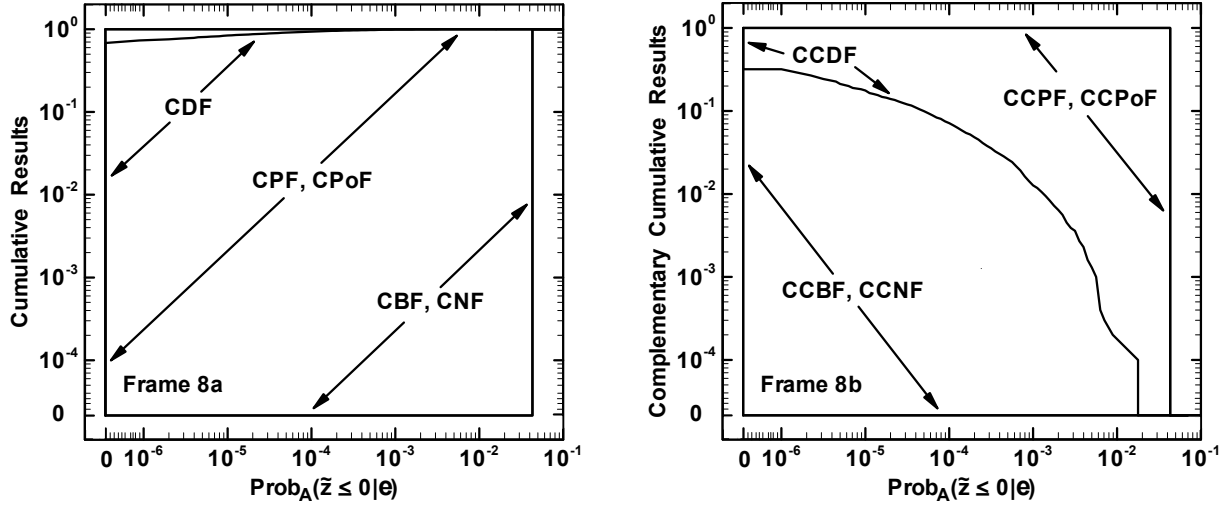 Cumulative Results
10⁰
10⁻¹
10⁻²
10⁻³
10⁻⁴
0
CDF
CPF, CPoF
CBF, CNF
Frame 8a
0 10⁻⁶ 10⁻⁵ 10⁻⁴ 10⁻³ 10⁻² 10⁻¹
Prob_A(z̃ ≤ 0|e)
Complementary Cumulative Results
10⁰
10⁻¹
10⁻²
10⁻³
10⁻⁴
0
CCDF
CCPF, CCPoF
CCBF, CCNF
Frame 8b
0 10⁻⁶ 10⁻⁵ 10⁻⁴ 10⁻³ 10⁻² 10⁻¹
Prob_A(z̃ ≤ 0|e)